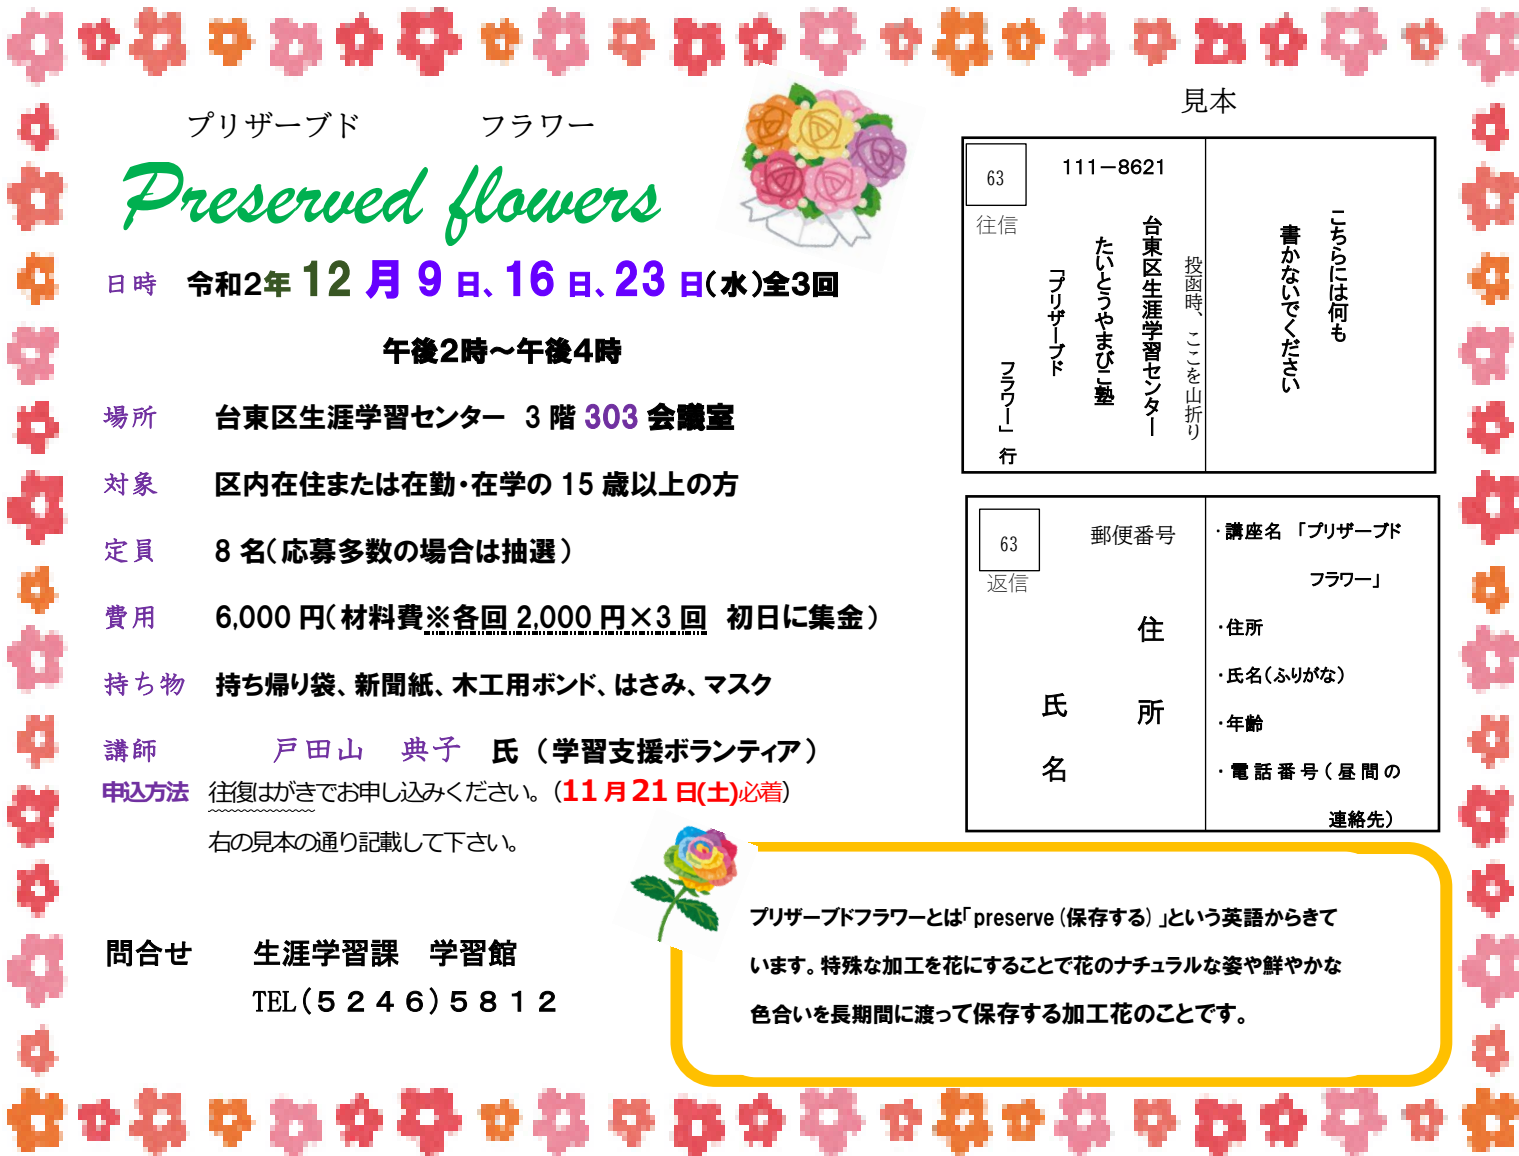 プリザーブド　フラワー
Preserved flowers
日時　令和2年 12 月 9 日、16 日、23 日（水）全3回
午後2時～午後4時
場所　台東区生涯学習センター　3 階 303 会議室
対象　区内在住または在勤・在学の 15 歳以上の方
定員　8 名（応募多数の場合は抽選）
費用　6,000 円（材料費※各回 2,000 円×3 回　初日に集金）
持ち物　持ち帰り袋、新聞紙、木工用ボンド、はさみ、マスク
講師　戸田山　典子　氏　（学習支援ボランティア）
申込方法　往復はがきでお申し込みください。（11 月 21 日(土)必着）
右の見本の通り記載して下さい。
問合せ　生涯学習課　学習館
TEL（５２４６）５８１２
見本
63
往信
111－8621
投函時、ここを山折り
台東区生涯学習センター
たいとうやまびこ塾
「プリザーブド
フラワー」　行
こちらには何も
書かないでください
63
返信
郵便番号
住所
氏名
・講座名　「プリザーブド
フラワー」
・住所
・氏名（ふりがな）
・年齢
・電話番号（昼間の
連絡先）
プリザーブドフラワーとは「preserve（保存する）」という英語からきて
います。特殊な加工を花にすることで花のナチュラルな姿や鮮やかな
色合いを長期間に渡って保存する加工花のことです。